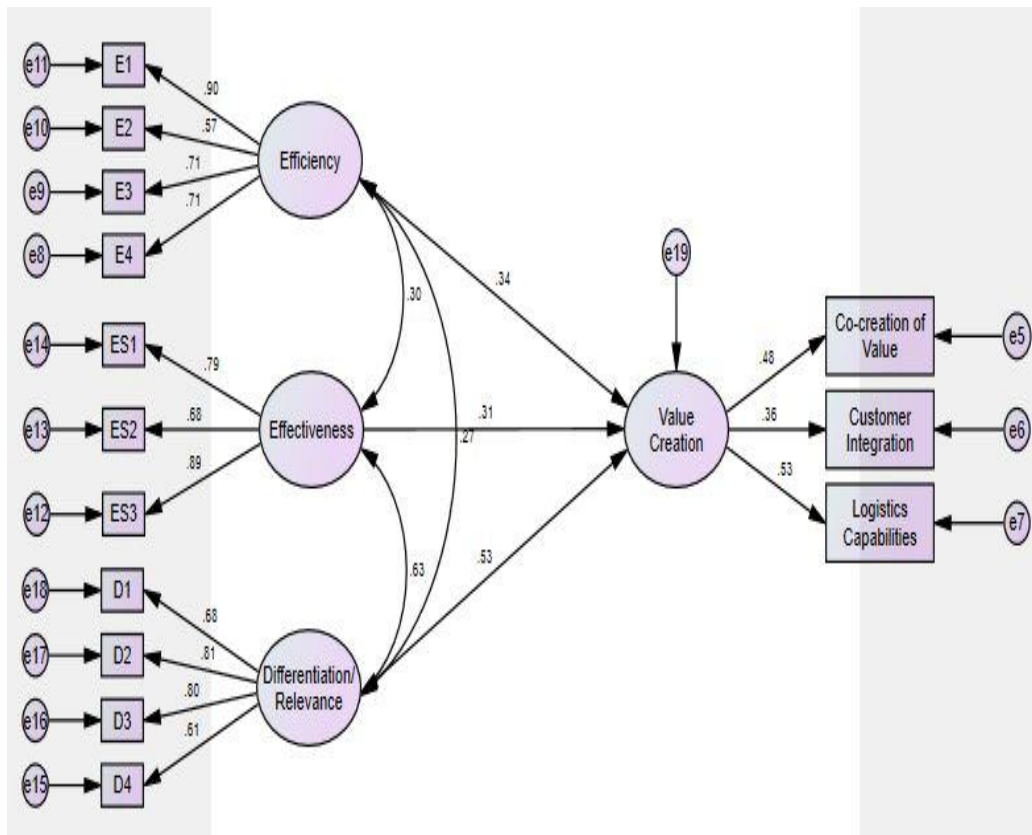 e11
E1
.90
e10
E2
.57
Efficiency
e9
E3
.71
e8
E4
.71
e19
.34
.30
e14
ES1
.79
Co-creation of
Value
e5
.48
e13
ES2
.68
Effectiveness
.31
.27
Value
Creation
.36
Customer
Integration
e6
.89
e12
ES3
.53
Logistics
Capabilities
e7
e18
D1
.68
.63
.53
e17
D2
.81
Differentiation/
Relevance
e16
D3
.80
e15
D4
.61